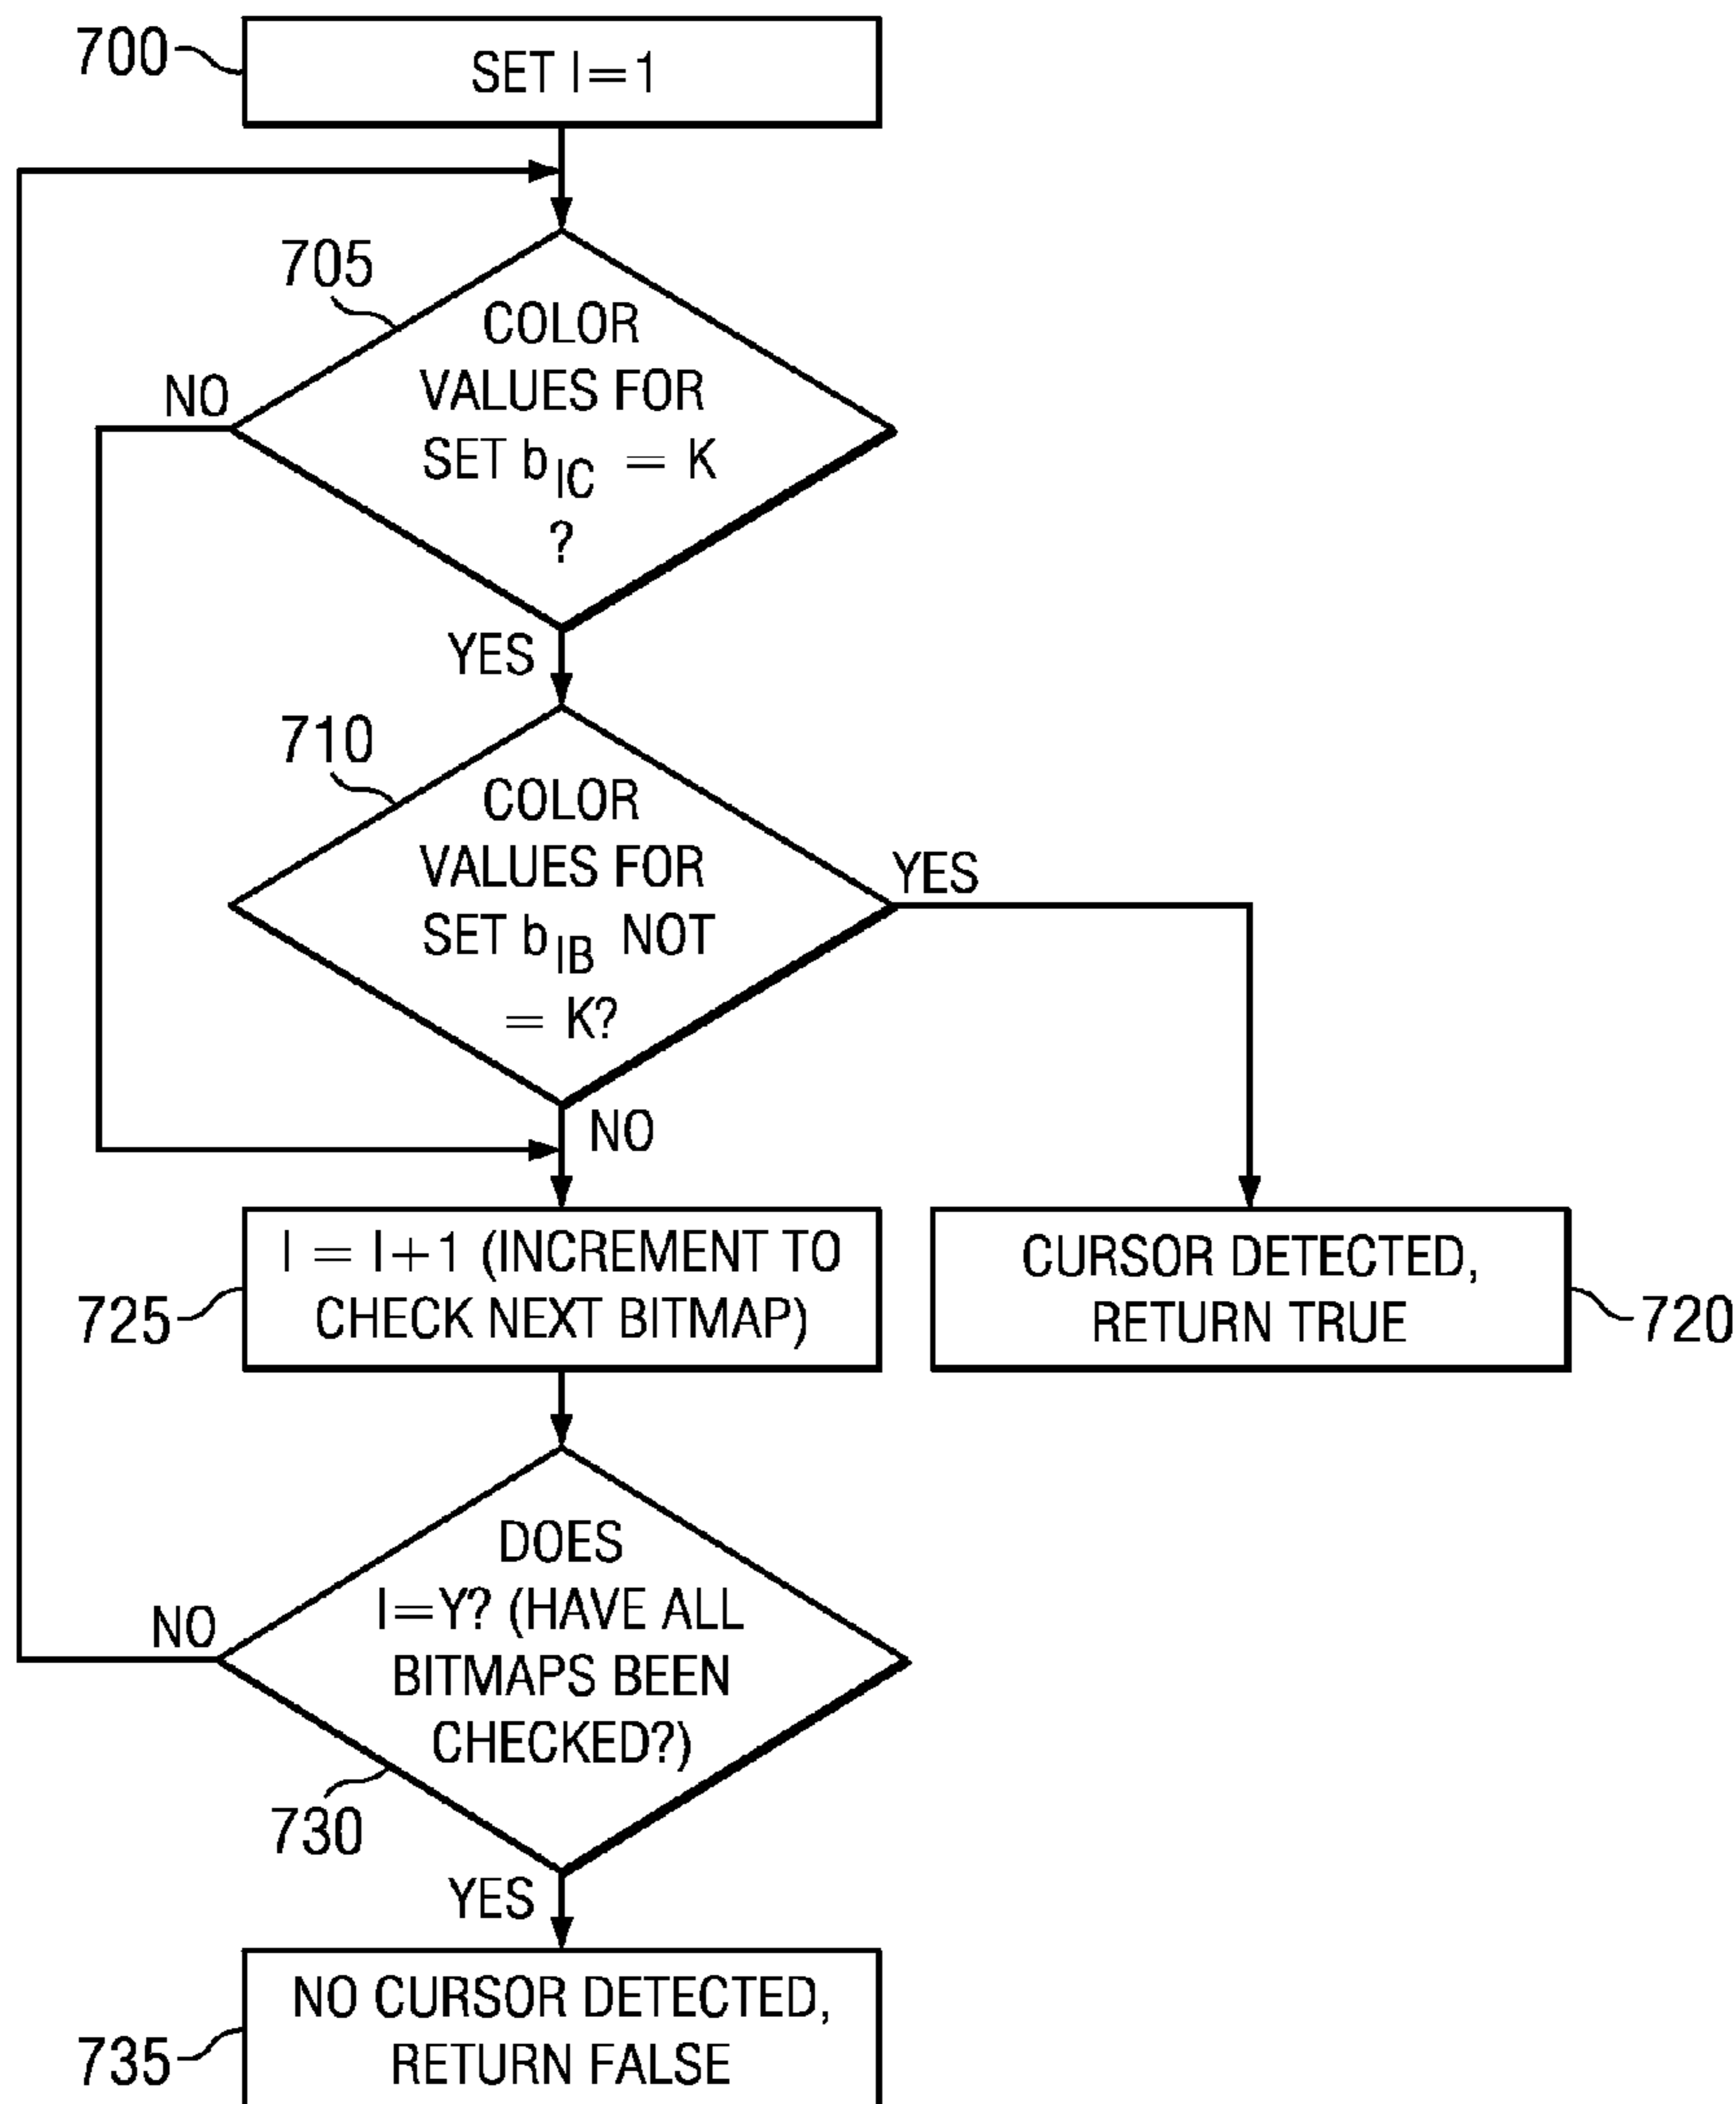 700
SET I=1
705
COLOR
VALUES FOR
SET b_IC = K
?
NO
YES
710
COLOR
VALUES FOR
SET b_IB NOT
= K?
YES
NO
I = I+1 (INCREMENT TO
CHECK NEXT BITMAP)
725
CURSOR DETECTED,
RETURN TRUE
720
DOES
I=Y? (HAVE ALL
BITMAPS BEEN
CHECKED?)
NO
730
YES
NO CURSOR DETECTED,
RETURN FALSE
735